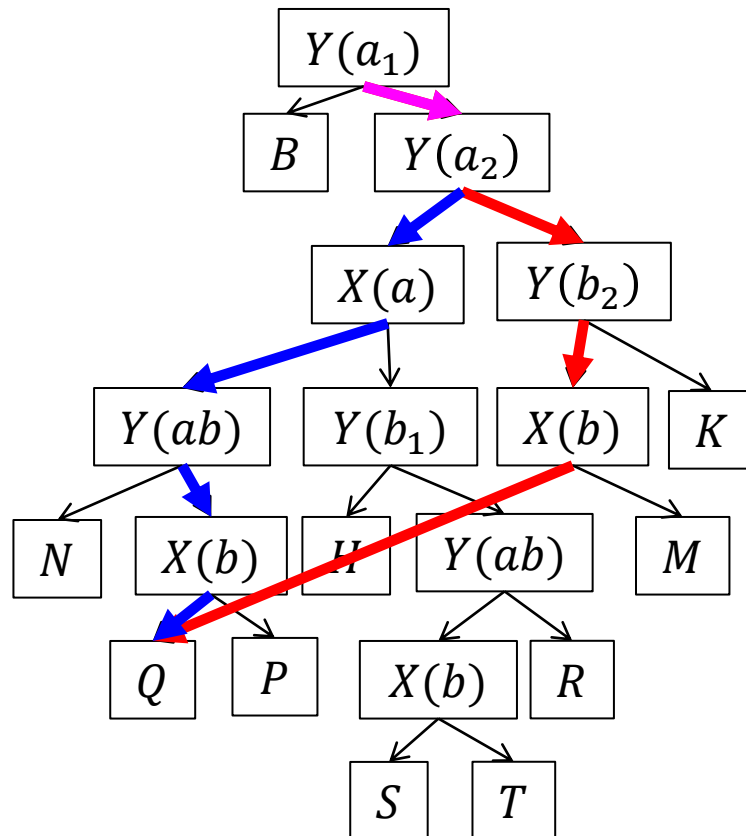 Y(a₁)
B
Y(a₂)
X(a)
Y(b₂)
Y(ab)
Y(b₁)
X(b)
K
N
X(b)
H
Y(ab)
M
Q
P
X(b)
R
S
T